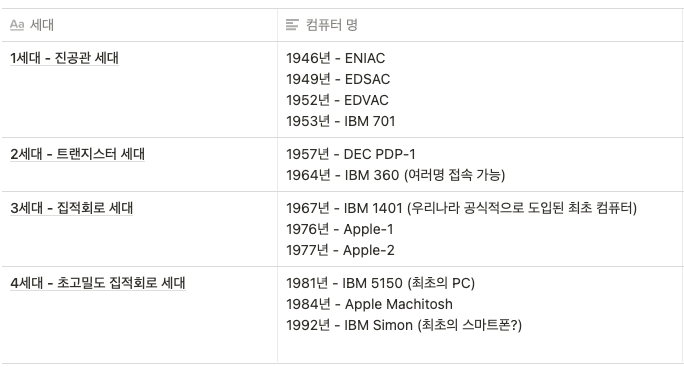 Aa 세대
컴퓨터 명
1세대 - 진공관 세대
1946년 - ENIAC
1949년 - EDSAC
1952년 - EDVAC
1953년 - IBM 701
2세대 - 트랜지스터 세대
1957년 - DEC PDP-1
1964년 - IBM 360 (여러명 접속 가능)
3세대 - 집적회로 세대
1967년 - IBM 1401 (우리나라 공식적으로 도입된 최초 컴퓨터)
1976년 - Apple-1
1977년 - Apple-2
4세대 - 초고밀도 집적회로 세대
1981년 - IBM 5150 (최초의 PC)
1984년 - Apple Machitosh
1992년 - IBM Simon (최초의 스마트폰?)